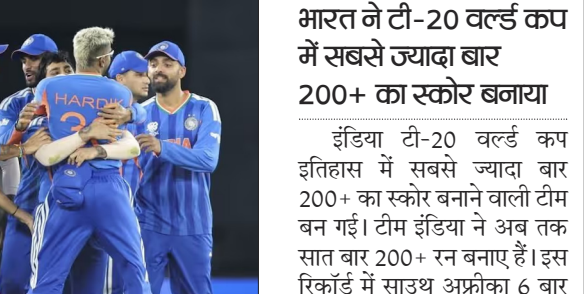 HARDIK
भारत ने टी-20 वर्ल्ड कप
में सबसे ज्यादा बार
200+ का स्कोर बनाया
इंडिया टी-20 वर्ल्ड कप
इतिहास में सबसे ज्यादा बार
200+ का स्कोर बनाने वाली टीम
बन गई। टीम इंडिया ने अब तक
सात बार 200+ रन बनाए हैं। इस
रिकॉर्ड में साउथ अफ्रीका 6 बार